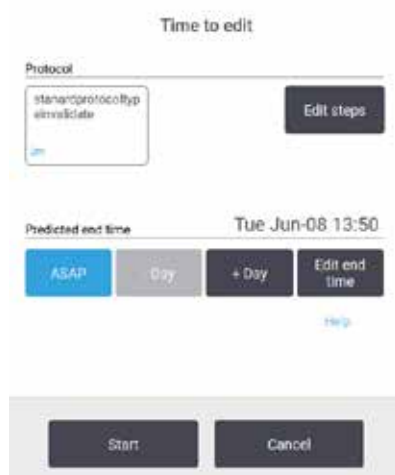 Time to edit
Protocol
stanardprotocoltyp
einvaliclate
Edit steps
Predicted end time
Tue Jun-08 13:50
ASAP
Day
+ Day
Edit end
time
Help
Start
Cancel